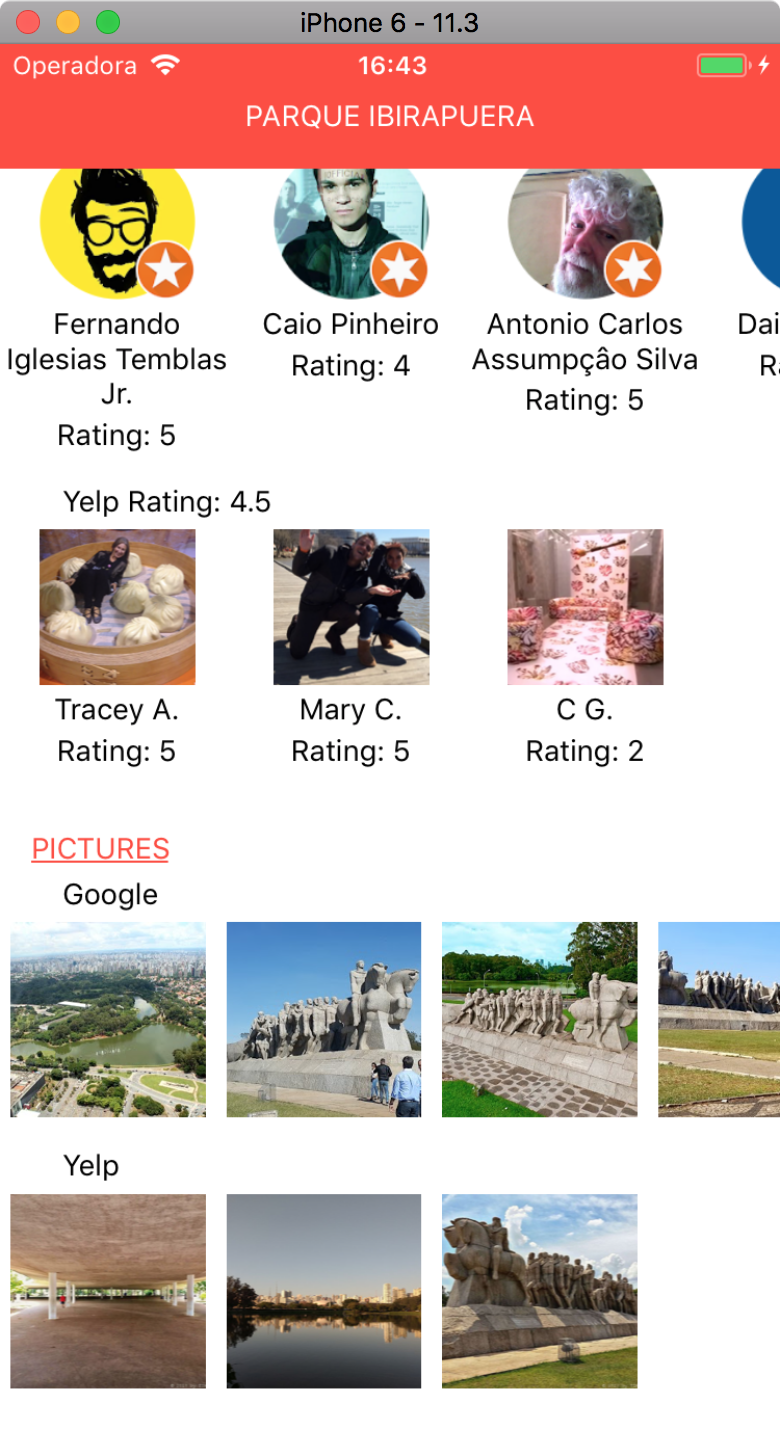 iPhone 6 - 11.3
Operadora 16:43
PARQUE IBIRAPUERA
Fernando Iglesias Temblas Jr.
Rating: 5
Caio Pinheiro
Rating: 4
Antonio Carlos Assumpçâo Silva
Rating: 5
Dai
Ra
Yelp Rating: 4.5
Tracey A.
Rating: 5
Mary C.
Rating: 5
C G.
Rating: 2
PICTURES
Google
Yelp